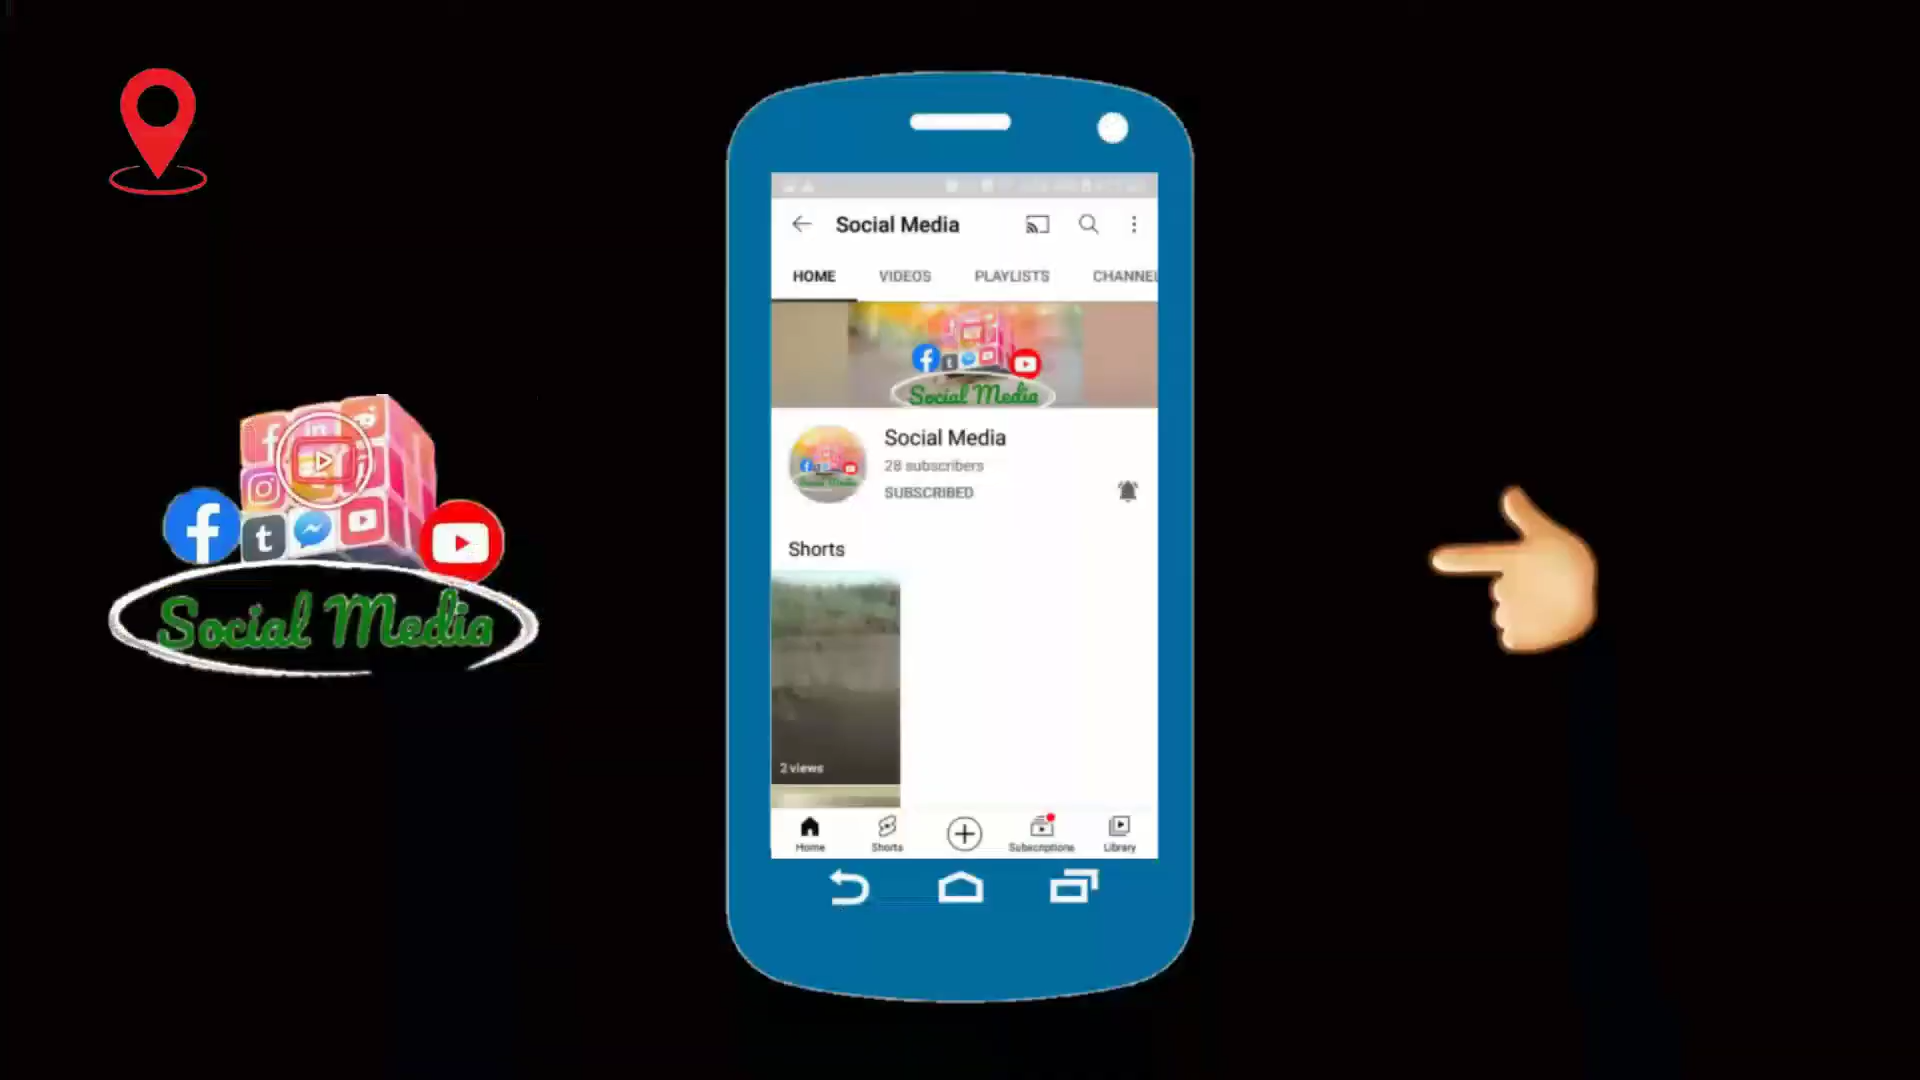 Social Media
HOME VIDEOS PLAYLISTS CHANNEL
Social Media
Social Media
28 subscribers
SUBSCRIBED
Shorts
2 views
Home Shorts Subscriptions Library
in
t
Social Media